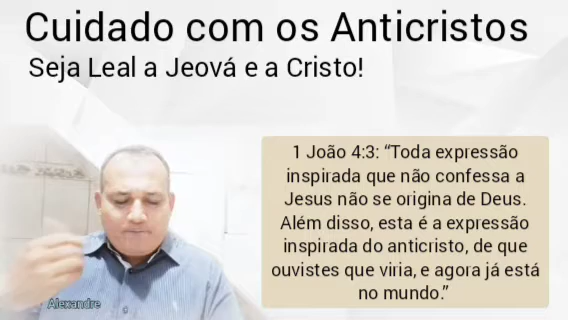 Cuidado com os Anticristos
Seja Leal a Jeová e a Cristo!
1 João 4:3: “Toda expressão
inspirada que não confessa a
Jesus não se origina de Deus.
Além disso, esta é a expressão
inspirada do anticristo, de que
ouvistes que viria, e agora já está
no mundo.”
Alexandre